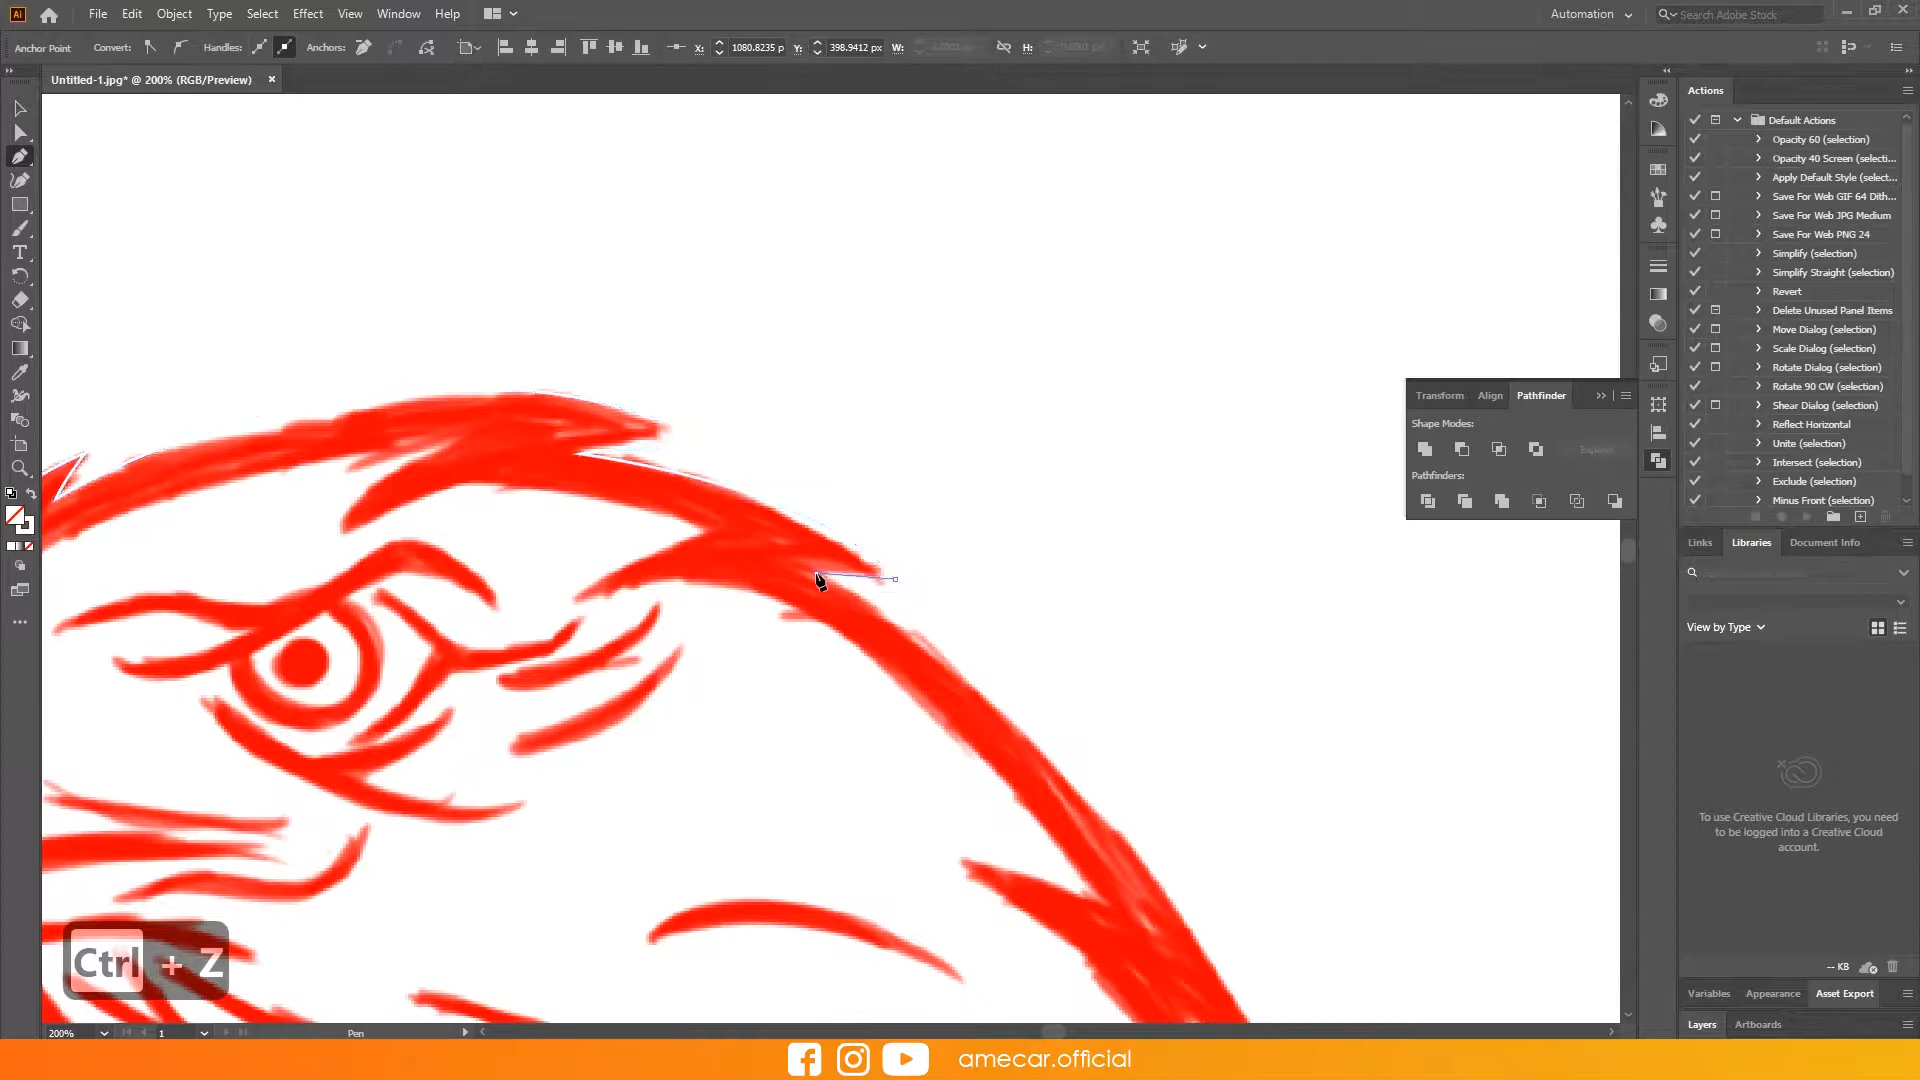 Ai
File Edit Object Type Select Effect View Window Help
Automation
Search Adobe Stock
Anchor Point
Convert:
Handles:
Anchors:
X: 1080.8235 p
Y: 398.9412 px
W:
H:
Untitled-1.jpg* @ 200% (RGB/Preview) ×
Actions
Default Actions
Opacity 60 (selection)
Opacity 40 Screen (selecti...
Apply Default Style (select...
Save For Web GIF 64 Dith...
Save For Web JPG Medium
Save For Web PNG 24
Simplify (selection)
Simplify Straight (selection)
Revert
Delete Unused Panel Items
Move Dialog (selection)
Scale Dialog (selection)
Rotate Dialog (selection)
Rotate 90 CW (selection)
Shear Dialog (selection)
Reflect Horizontal
Unite (selection)
Intersect (selection)
Exclude (selection)
Minus Front (selection)
Transform Align Pathfinder
Shape Modes:
Expand
Pathfinders:
Links Libraries Document Info
View by Type
To use Creative Cloud Libraries, you need
to be logged into a Creative Cloud
account.
-- KB
Variables Appearance Asset Export
Layers Artboards
Ctrl + Z
200%
1
Pen
amecar.official